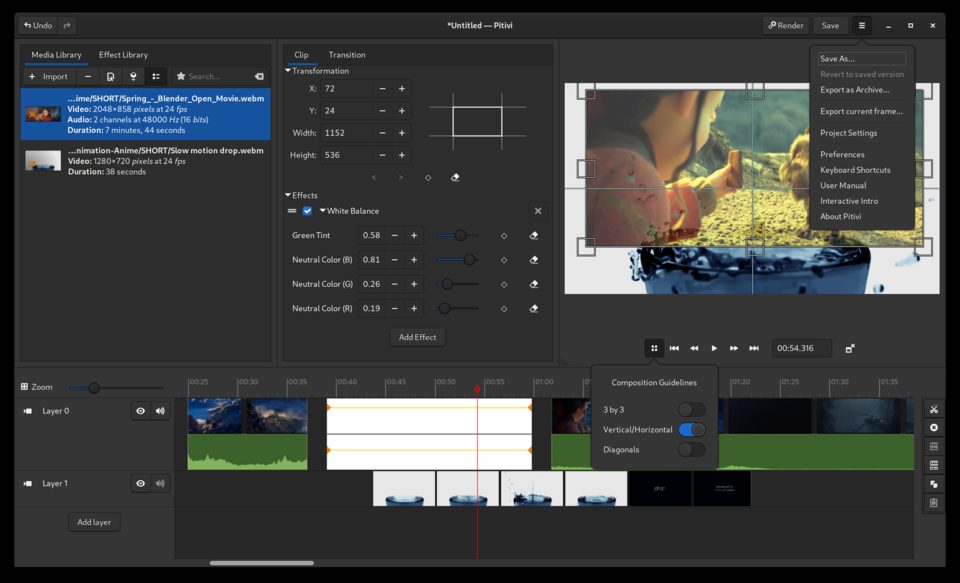 Undo
*Untitled — Pitivi
Render
Save
Media Library
Effect Library
Import
Search...
...ime/SHORT/Spring_-_Blender_Open_Movie.webm
Video: 2048×858 pixels at 24 fps
Audio: 2 channels at 48000 Hz (16 bits)
Duration: 7 minutes, 44 seconds
...nimation-Anime/SHORT/Slow motion drop.webm
Video: 1280×720 pixels at 24 fps
Duration: 38 seconds
Clip
Transition
Transformation
X: 72
Y: 24
Width: 1152
Height: 536
Effects
White Balance
Green Tint 0.58
Neutral Color (B) 0.81
Neutral Color (G) 0.26
Neutral Color (R) 0.19
Add Effect
Save As...
Revert to saved version
Export as Archive...
Export current frame...
Project Settings
Preferences
Keyboard Shortcuts
User Manual
Interactive Intro
About Pitivi
00:54.316
Composition Guidelines
3 by 3
Vertical/Horizontal
Diagonals
Zoom
00:25
00:35
00:40
00:45
00:50
00:55
01:00
01:20
01:25
01:30
01:35
Layer 0
Layer 1
drop
Add layer